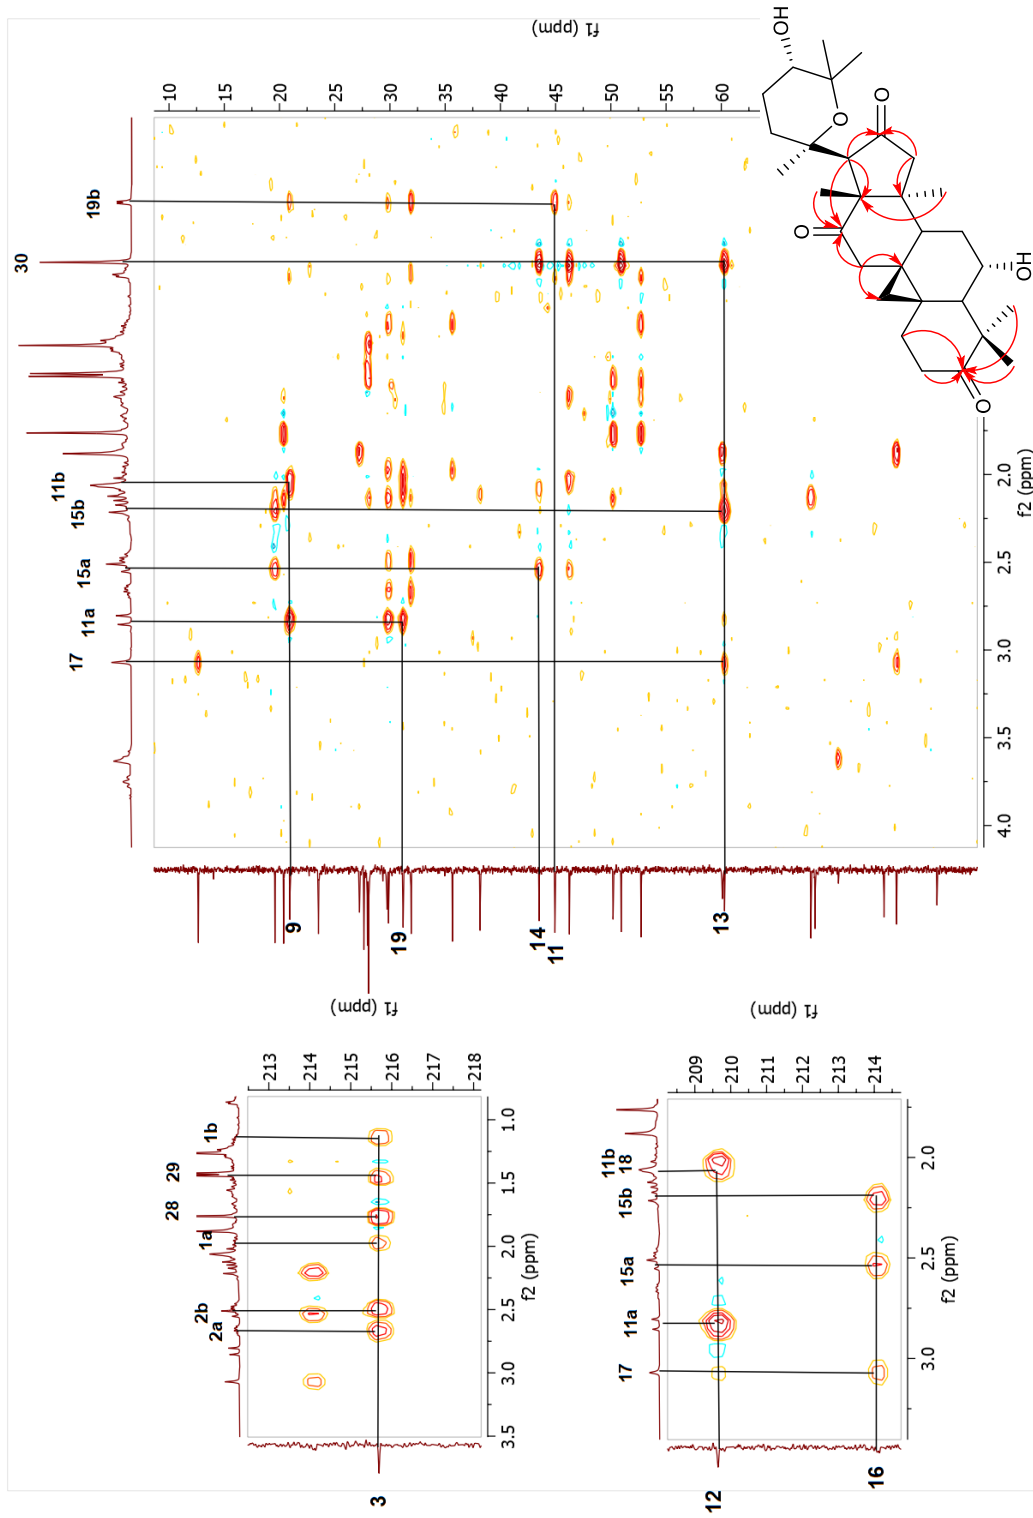 f1 (ppm)
10 15 20 25 30 35 40 45 50 55 60
19b
30
11b
15b
15a
11a
17
2.0 2.5 3.0 3.5 4.0
f2 (ppm)
9
19
14
11
13
OH
O
O
O
OH
O
f1 (ppm)
213 214 215 216 217 218
1b
29
28
1a
2b
2a
1.0 1.5 2.0 2.5 3.0 3.5
f2 (ppm)
3
f1 (ppm)
209 210 211 212 213 214
11b
18
15b
15a
11a
17
2.0 2.5 3.0
f2 (ppm)
12
16